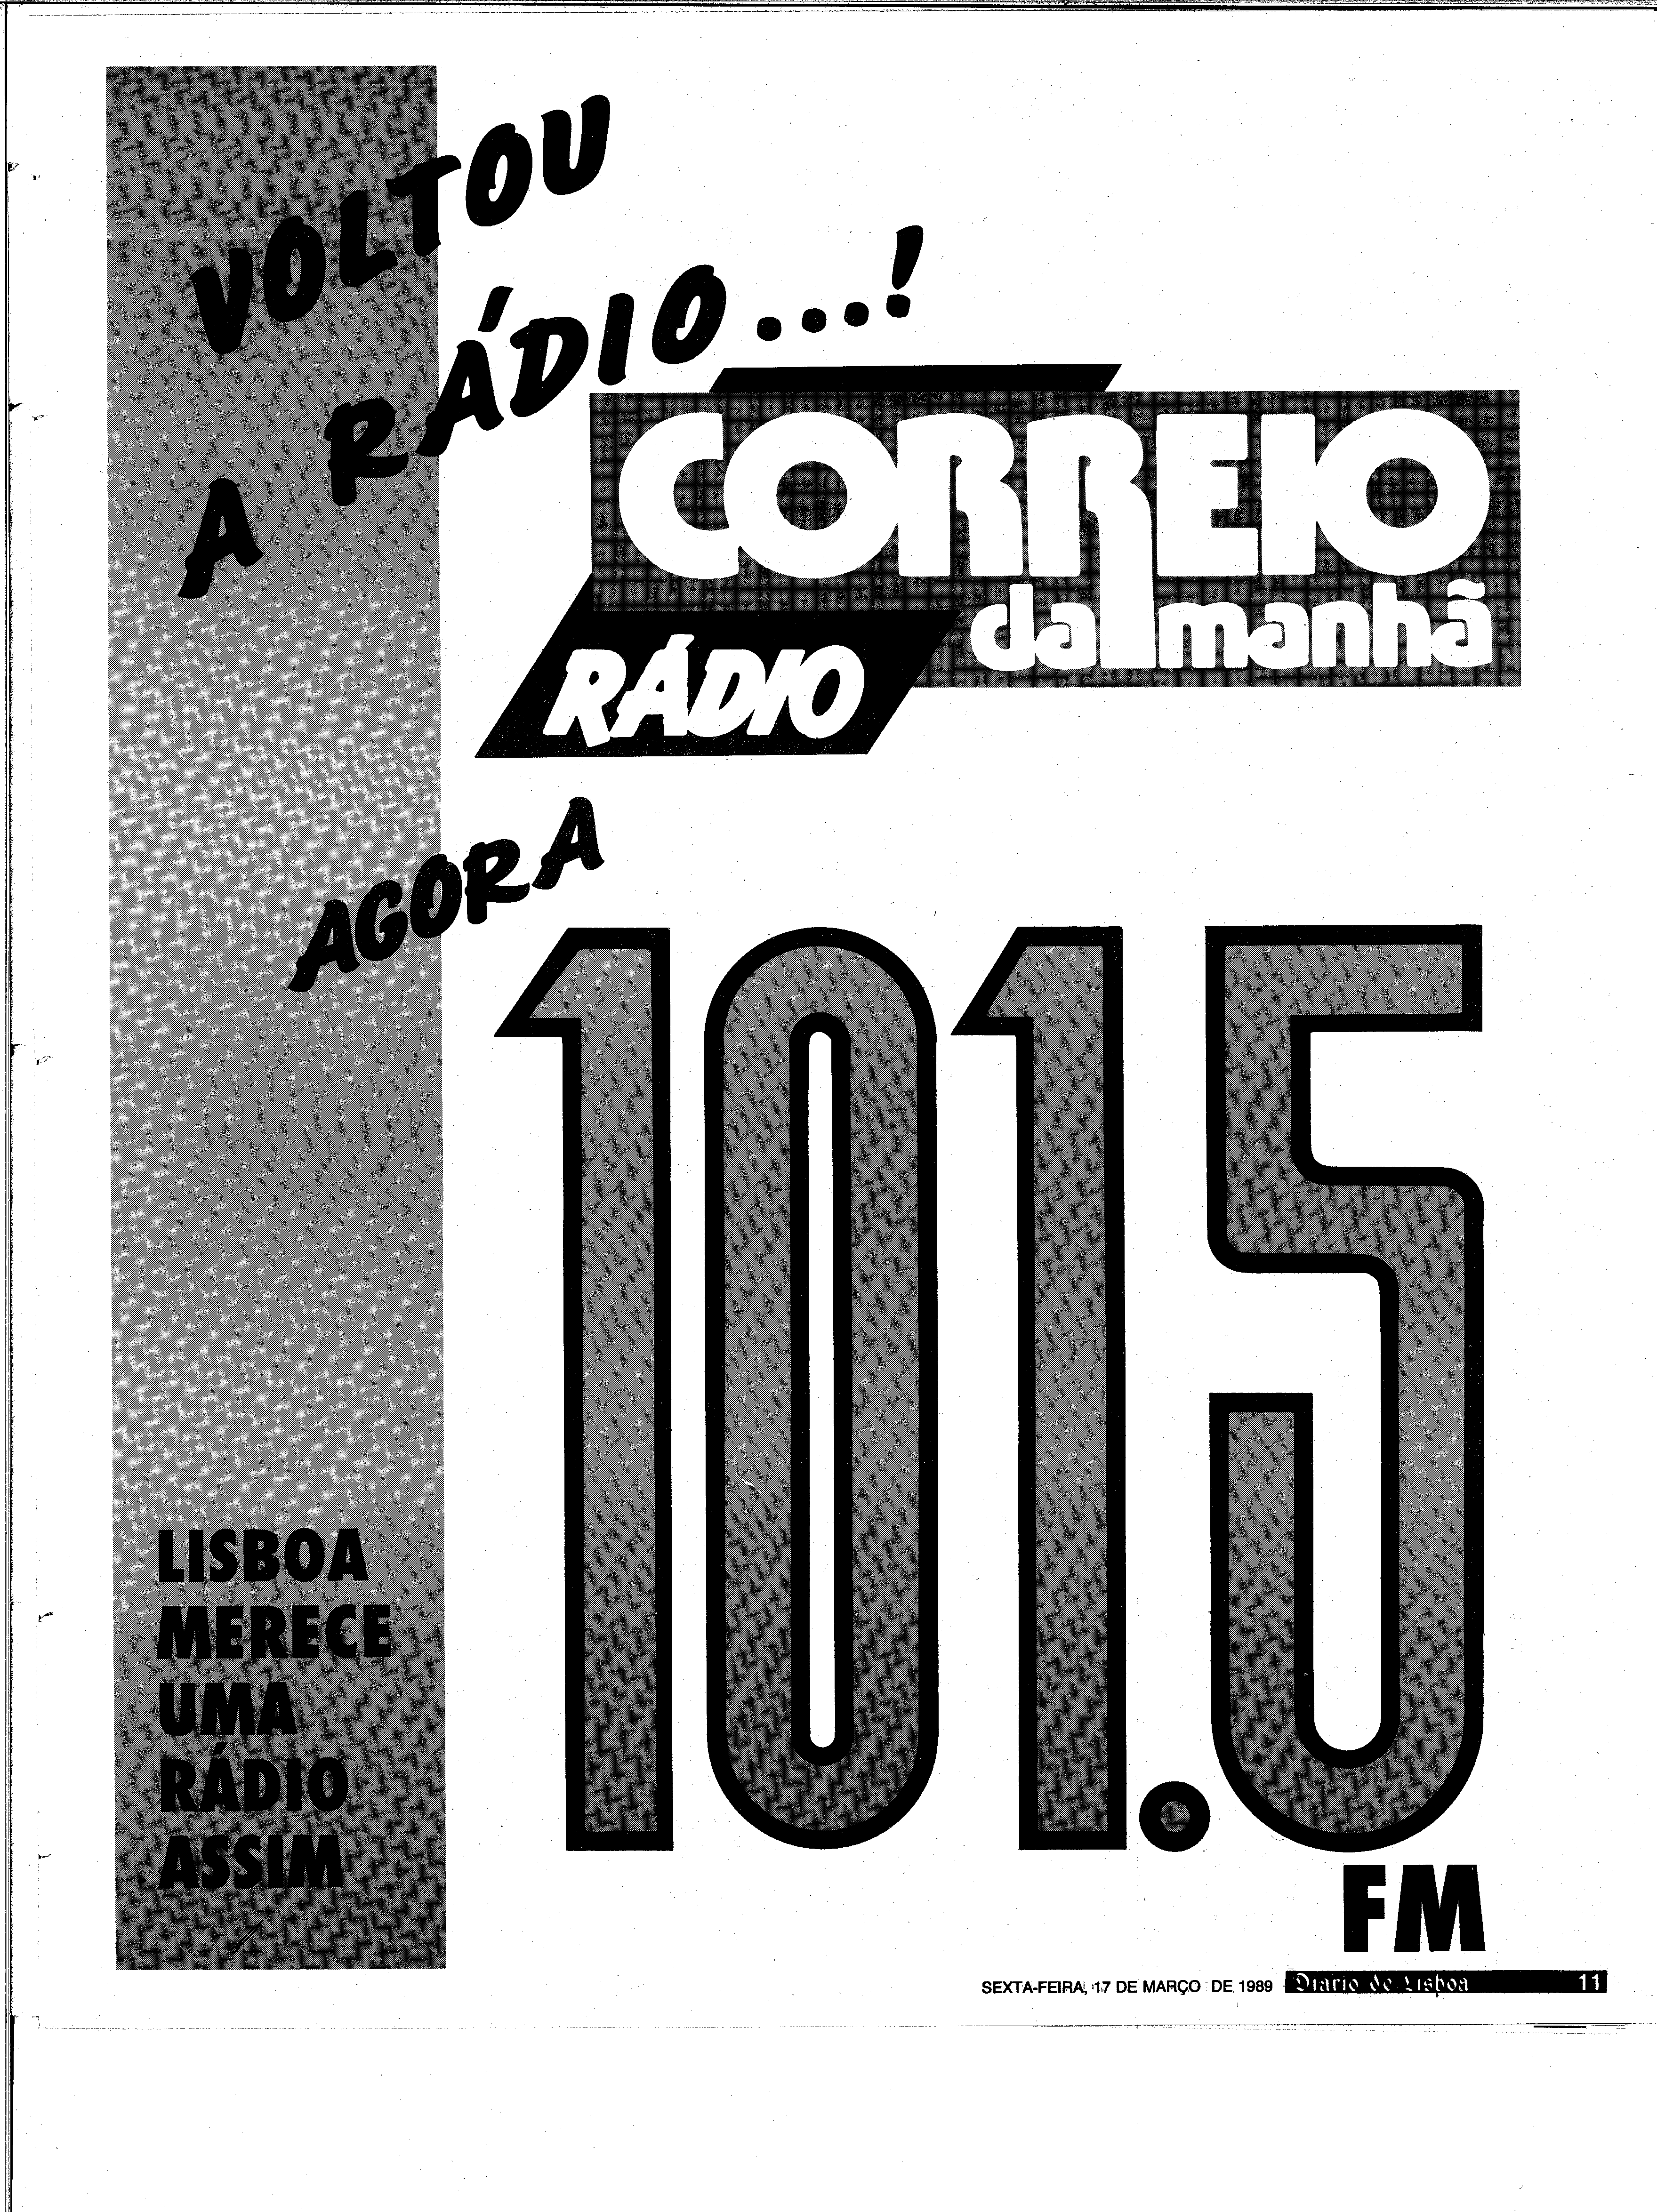 VOLTOU
A RÁDIO...!
CORREIO
da manhã
RÁDIO
AGORA
101.5
FM
LISBOA
MERECE
UMA
RÁDIO
ASSIM
SEXTA-FEIRA, 17 DE MARÇO DE 1989 Diario de Lisboa 11